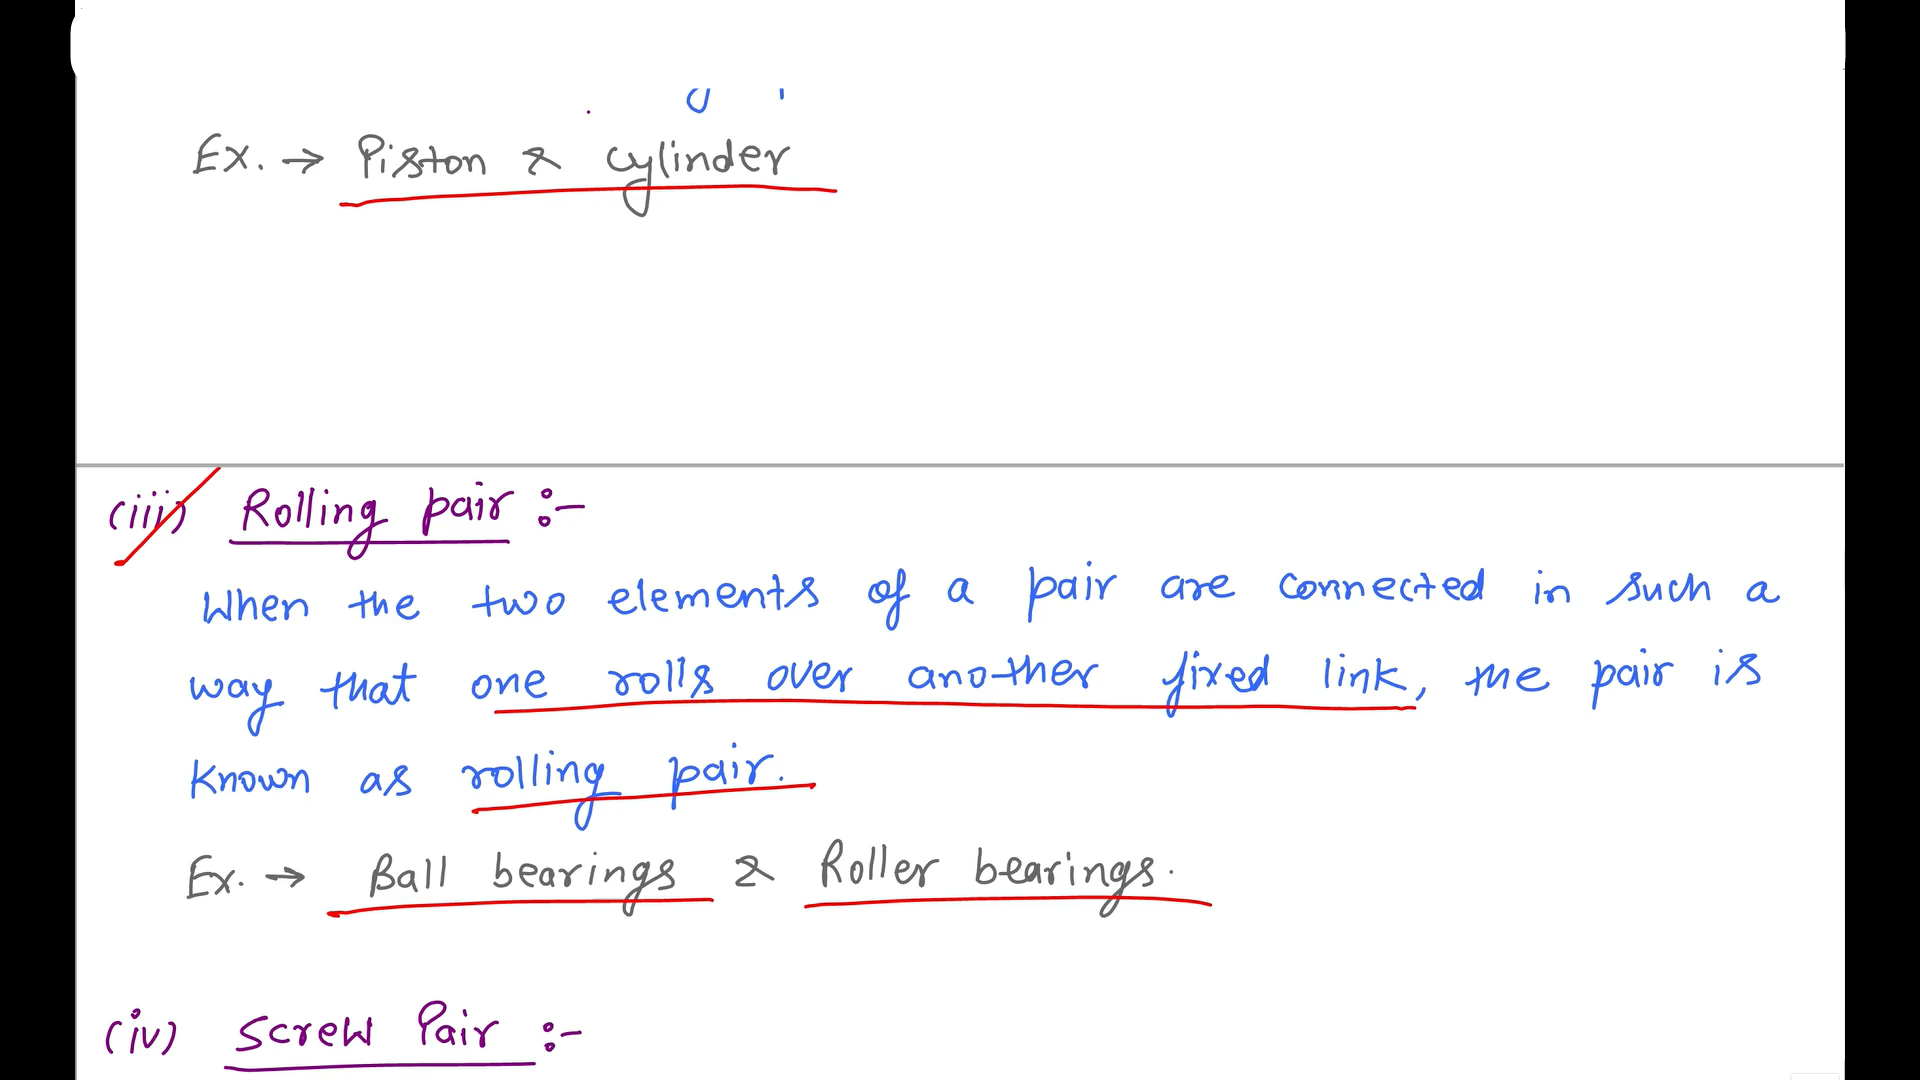 Ex. → Piston & cylinder
(iii) Rolling pair :-
When the two elements of a pair are connected in such a
way that one rolls over another fixed link, the pair is
known as rolling pair.
Ex. → Ball bearings & Roller bearings.
(iv) Screw Pair :-